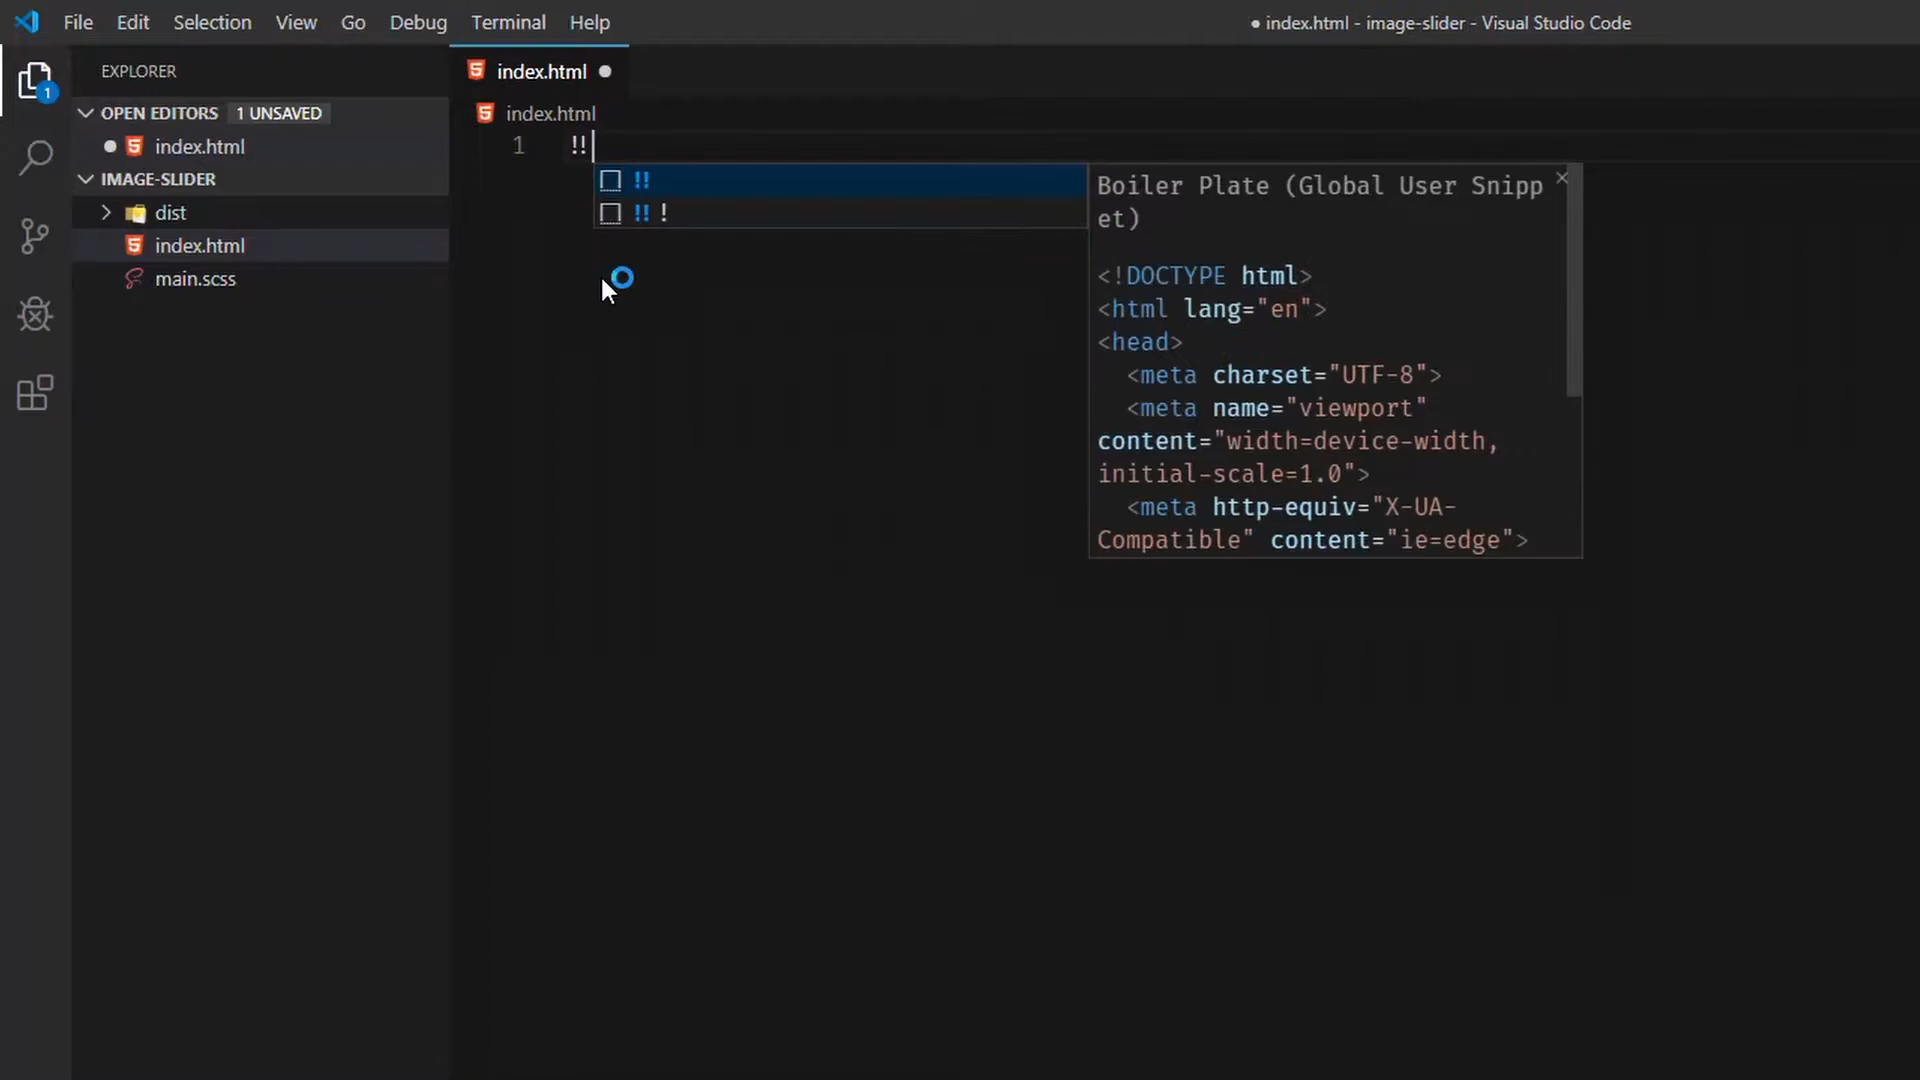 File Edit Selection View Go Debug Terminal Help
● index.html - image-slider - Visual Studio Code
EXPLORER
1
OPEN EDITORS 1 UNSAVED
index.html
IMAGE-SLIDER
dist
index.html
main.scss
index.html
index.html
1 !!
!!
!! !
Boiler Plate (Global User Snipp
et)
<!DOCTYPE html>
<html lang="en">
<head>
<meta charset="UTF-8">
<meta name="viewport"
content="width=device-width,
initial-scale=1.0">
<meta http-equiv="X-UA-
Compatible" content="ie=edge">